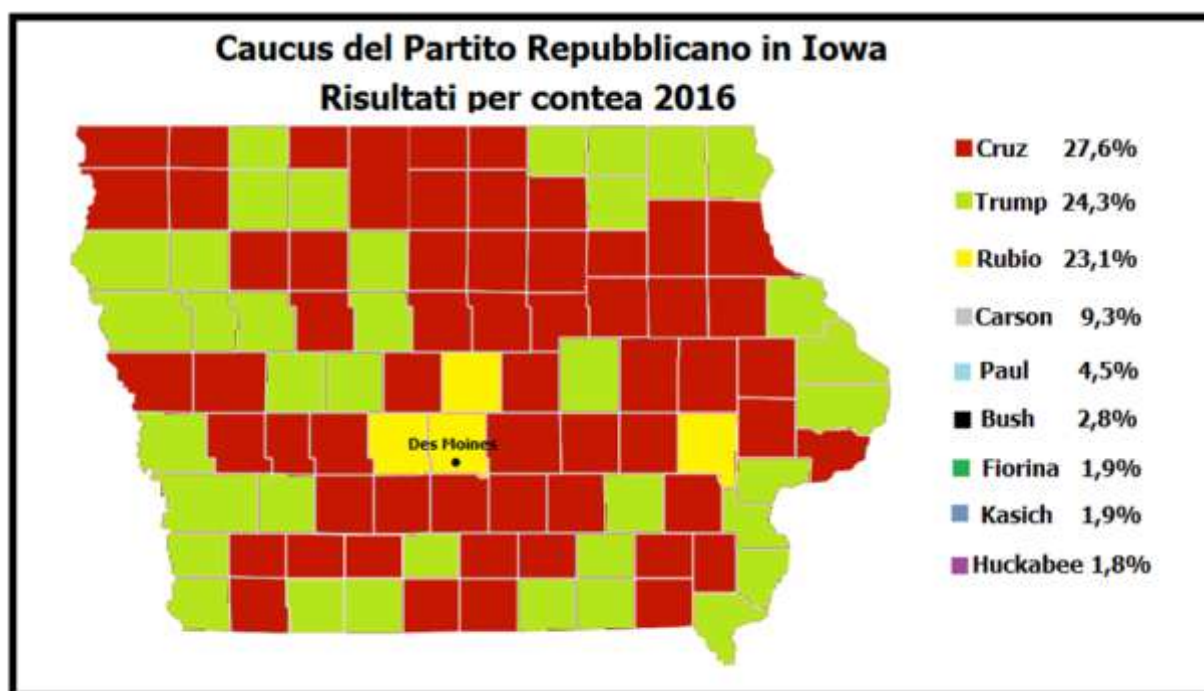 Caucus del Partito Repubblicano in Iowa
Risultati per contea 2016
Cruz 27,6%
Trump 24,3%
Rubio 23,1%
Carson 9,3%
Paul 4,5%
Bush 2,8%
Fiorina 1,9%
Kasich 1,9%
Huckabee 1,8%
Des Moines